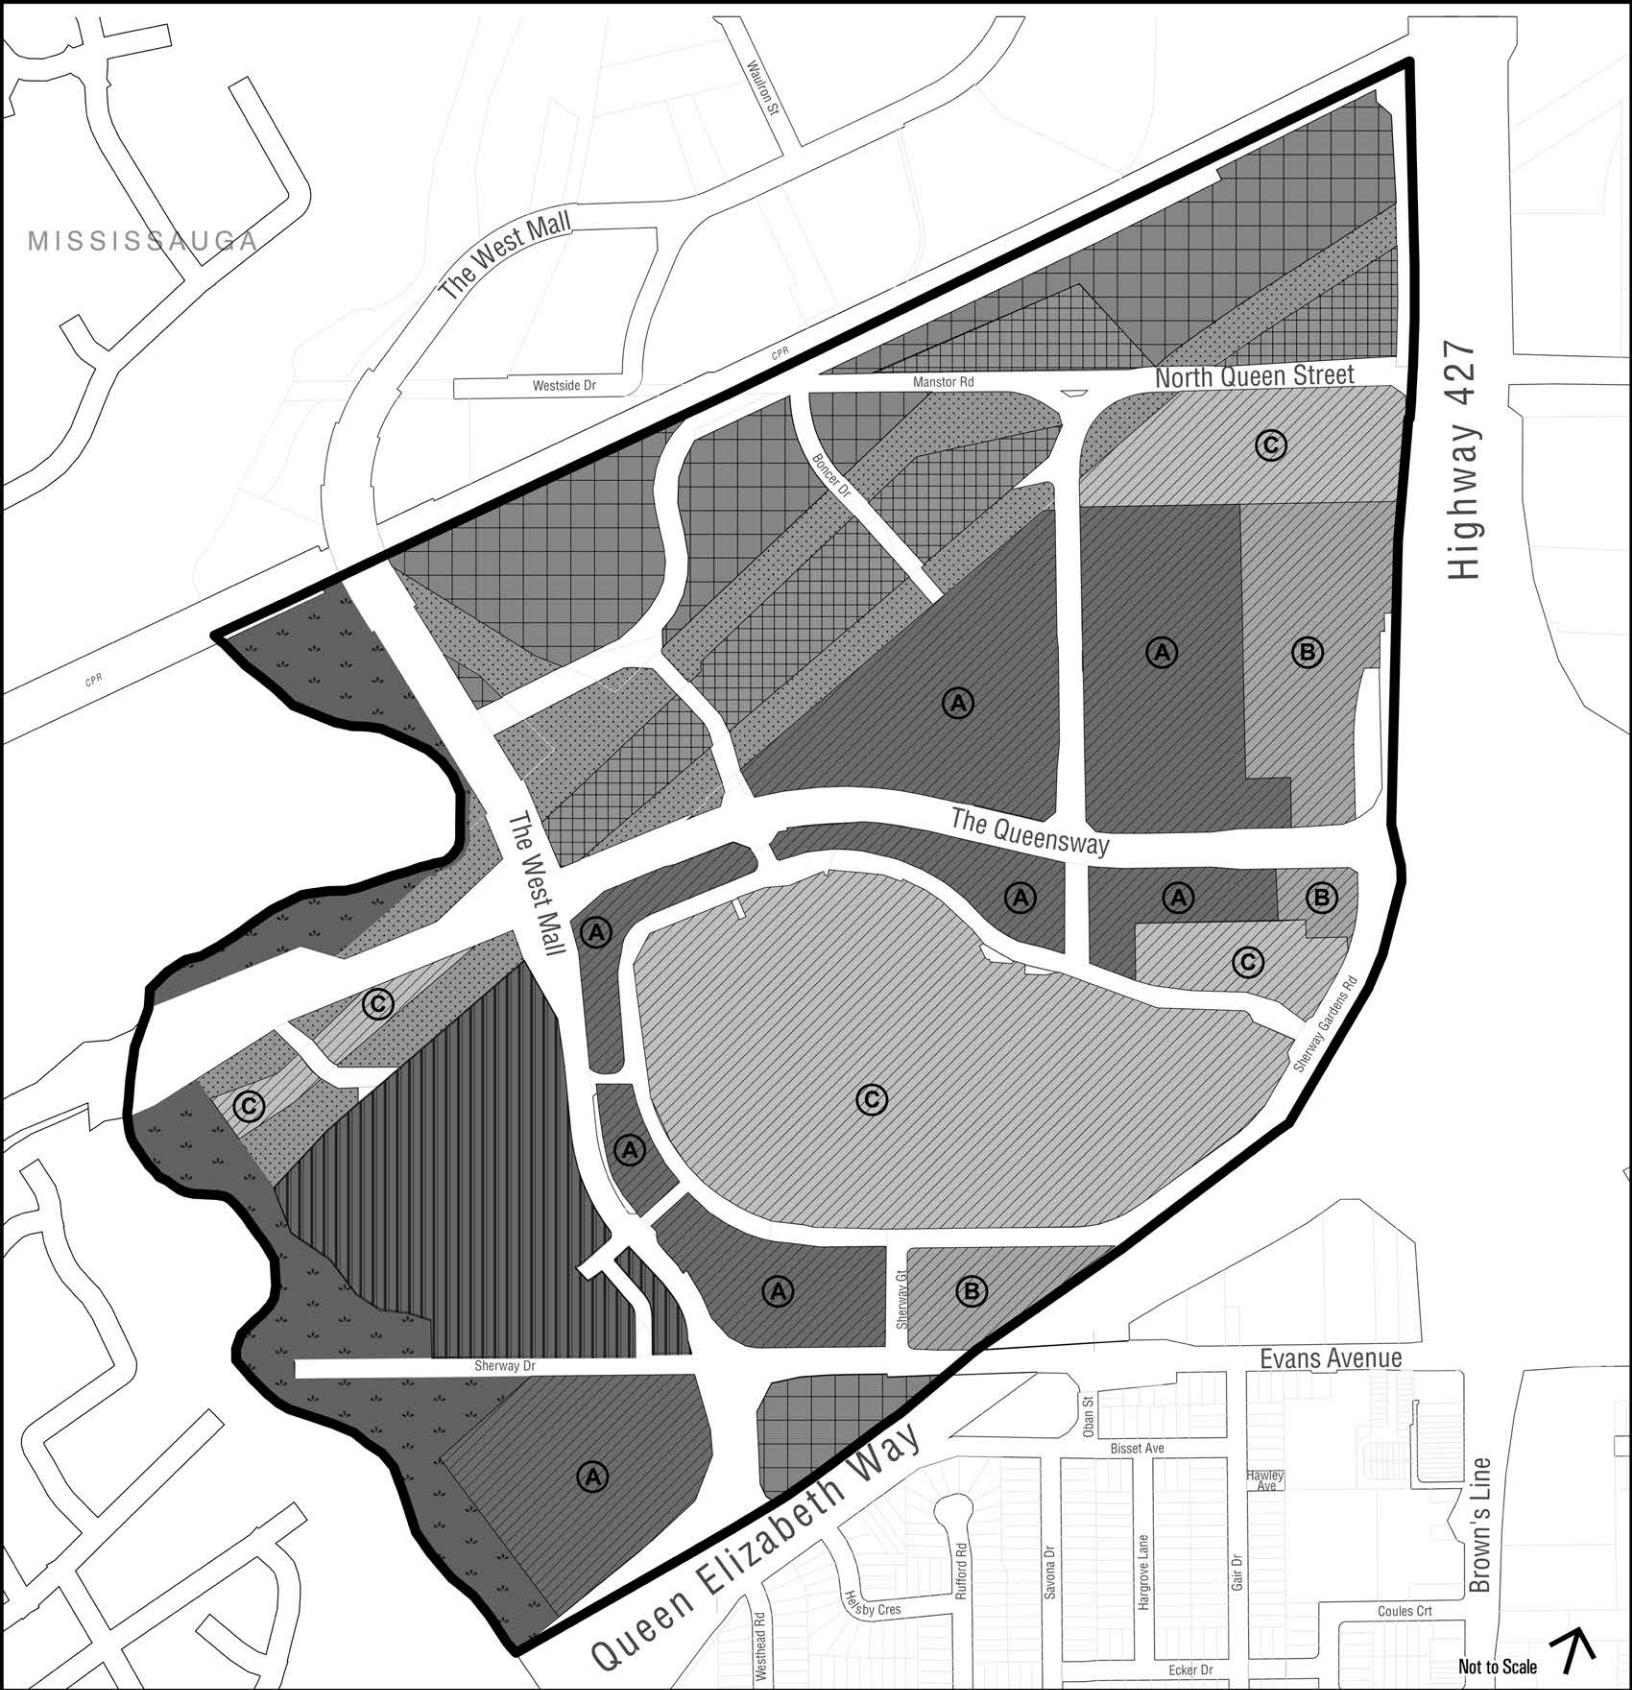 Waulron St
MISSISSAUGA
The West Mall
CPR
Westside Dr
Manstor Rd
North Queen Street
Highway 427
C
Boncer Dr
A
B
A
CPR
The West Mall
The Queensway
A
A
B
A
C
C
Sherway Gardens Rd
C
C
A
A
B
Sherway Gt
Sherway Dr
Evans Avenue
Oban St
Bisset Ave
A
Hawley
Ave
Queen Elizabeth Way
Brown's Line
Rufford Rd
Savona Dr
Hargrove Lane
Gair Dr
Helsby Cres
Coules Crt
Westhead Rd
Ecker Dr
Not to Scale